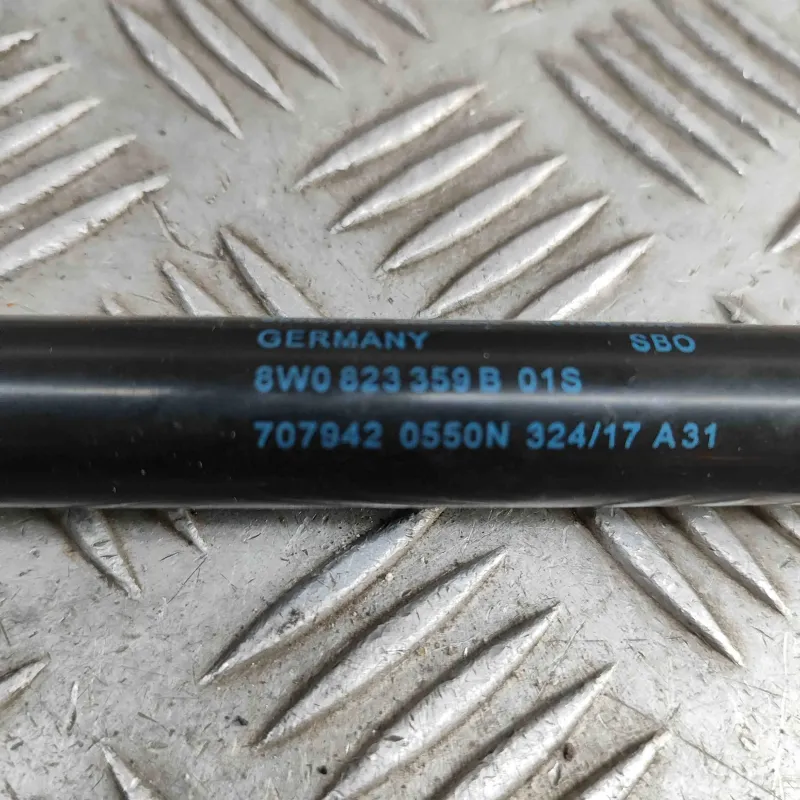 GERMANY SBO
8W0 823 359 B 01S
707942 0550N 324/17 A31